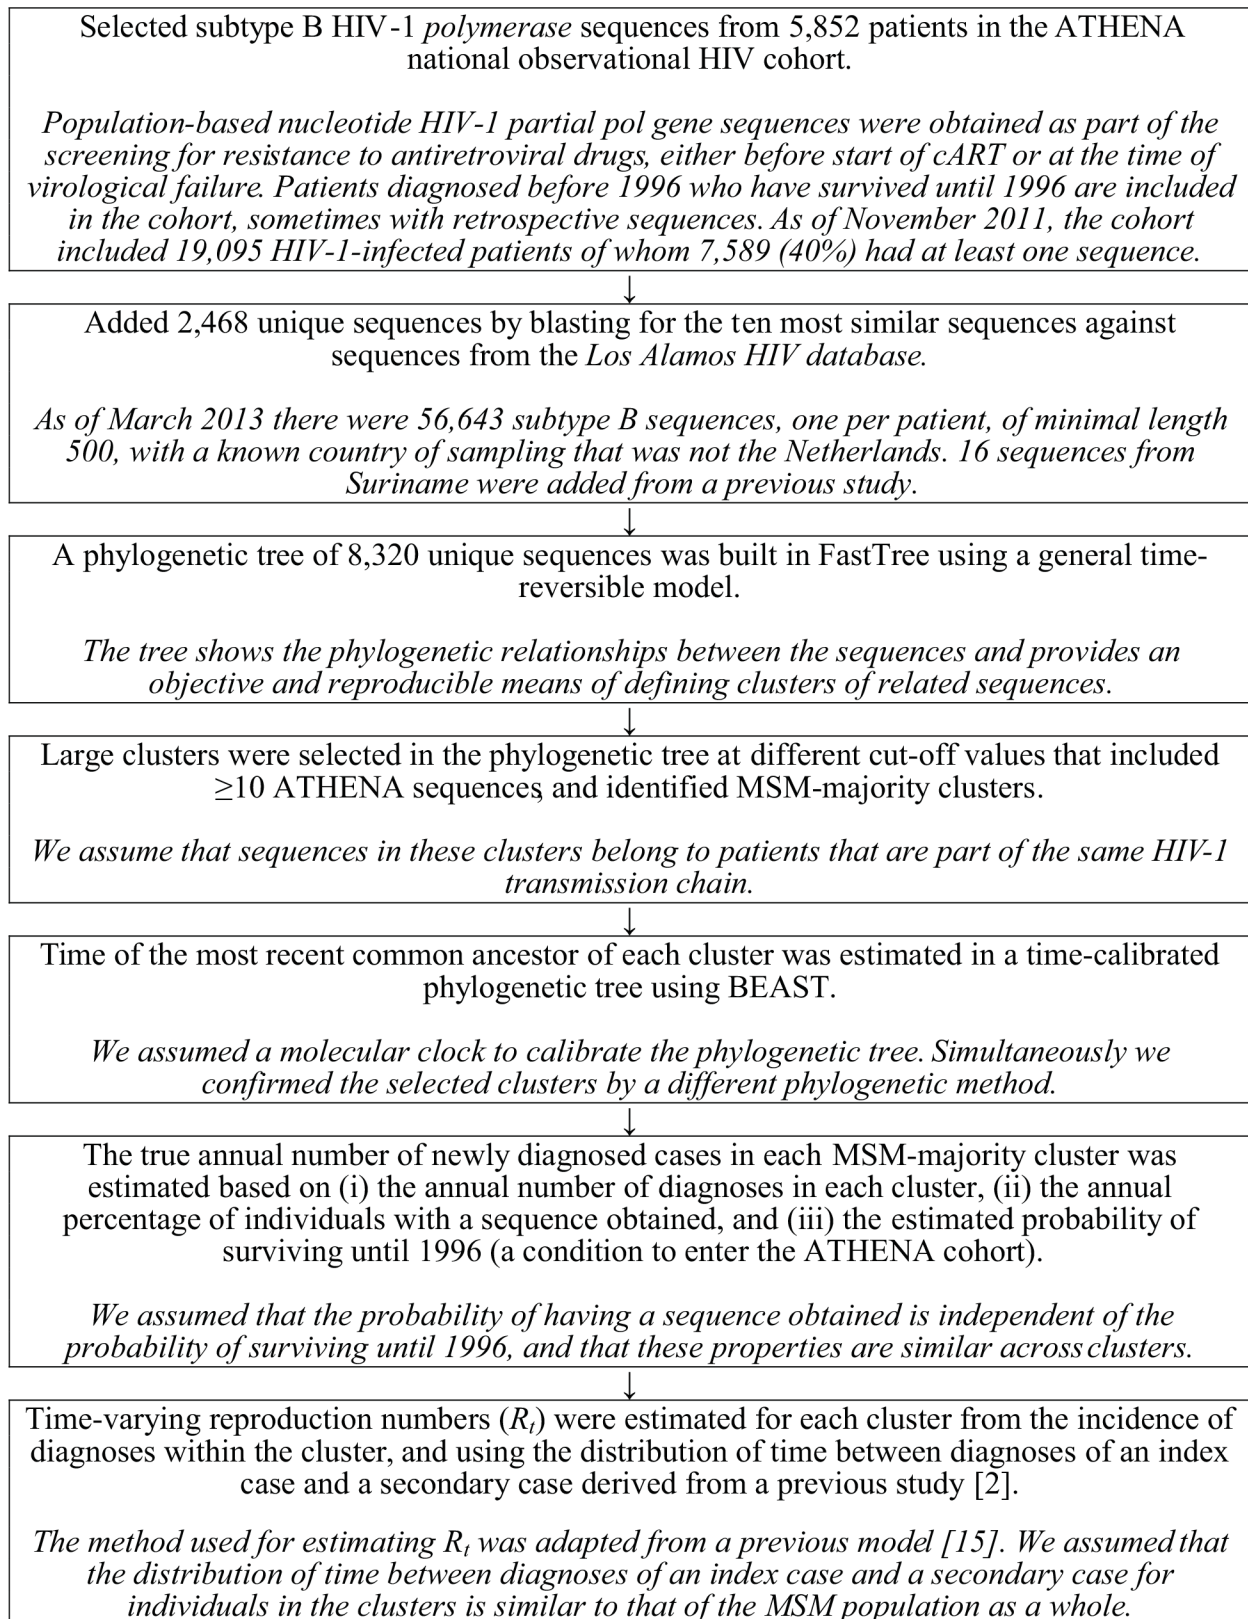 Selected subtype B HIV-1 polymerase sequences from 5,852 patients in the ATHENA
national observational HIV cohort.
Population-based nucleotide HIV-1 partial pol gene sequences were obtained as part of the
screening for resistance to antiretroviral drugs, either before start of cART or at the time of
virological failure. Patients diagnosed before 1996 who have survived until 1996 are included
in the cohort, sometimes with retrospective sequences. As of November 2011, the cohort
included 19,095 HIV-1-infected patients of whom 7,589 (40%) had at least one sequence.
↓
Added 2,468 unique sequences by blasting for the ten most similar sequences against
sequences from the Los Alamos HIV database.
As of March 2013 there were 56,643 subtype B sequences, one per patient, of minimal length
500, with a known country of sampling that was not the Netherlands. 16 sequences from
Suriname were added from a previous study.
↓
A phylogenetic tree of 8,320 unique sequences was built in FastTree using a general time-
reversible model.
The tree shows the phylogenetic relationships between the sequences and provides an
objective and reproducible means of defining clusters of related sequences.
↓
Large clusters were selected in the phylogenetic tree at different cut-off values that included
≥10 ATHENA sequences, and identified MSM-majority clusters.
We assume that sequences in these clusters belong to patients that are part of the same HIV-1
transmission chain.
↓
Time of the most recent common ancestor of each cluster was estimated in a time-calibrated
phylogenetic tree using BEAST.
We assumed a molecular clock to calibrate the phylogenetic tree. Simultaneously we
confirmed the selected clusters by a different phylogenetic method.
↓
The true annual number of newly diagnosed cases in each MSM-majority cluster was
estimated based on (i) the annual number of diagnoses in each cluster, (ii) the annual
percentage of individuals with a sequence obtained, and (iii) the estimated probability of
surviving until 1996 (a condition to enter the ATHENA cohort).
We assumed that the probability of having a sequence obtained is independent of the
probability of surviving until 1996, and that these properties are similar across clusters.
↓
Time-varying reproduction numbers (Rt) were estimated for each cluster from the incidence of
diagnoses within the cluster, and using the distribution of time between diagnoses of an index
case and a secondary case derived from a previous study [2].
The method used for estimating Rt was adapted from a previous model [15]. We assumed that
the distribution of time between diagnoses of an index case and a secondary case for
individuals in the clusters is similar to that of the MSM population as a whole.